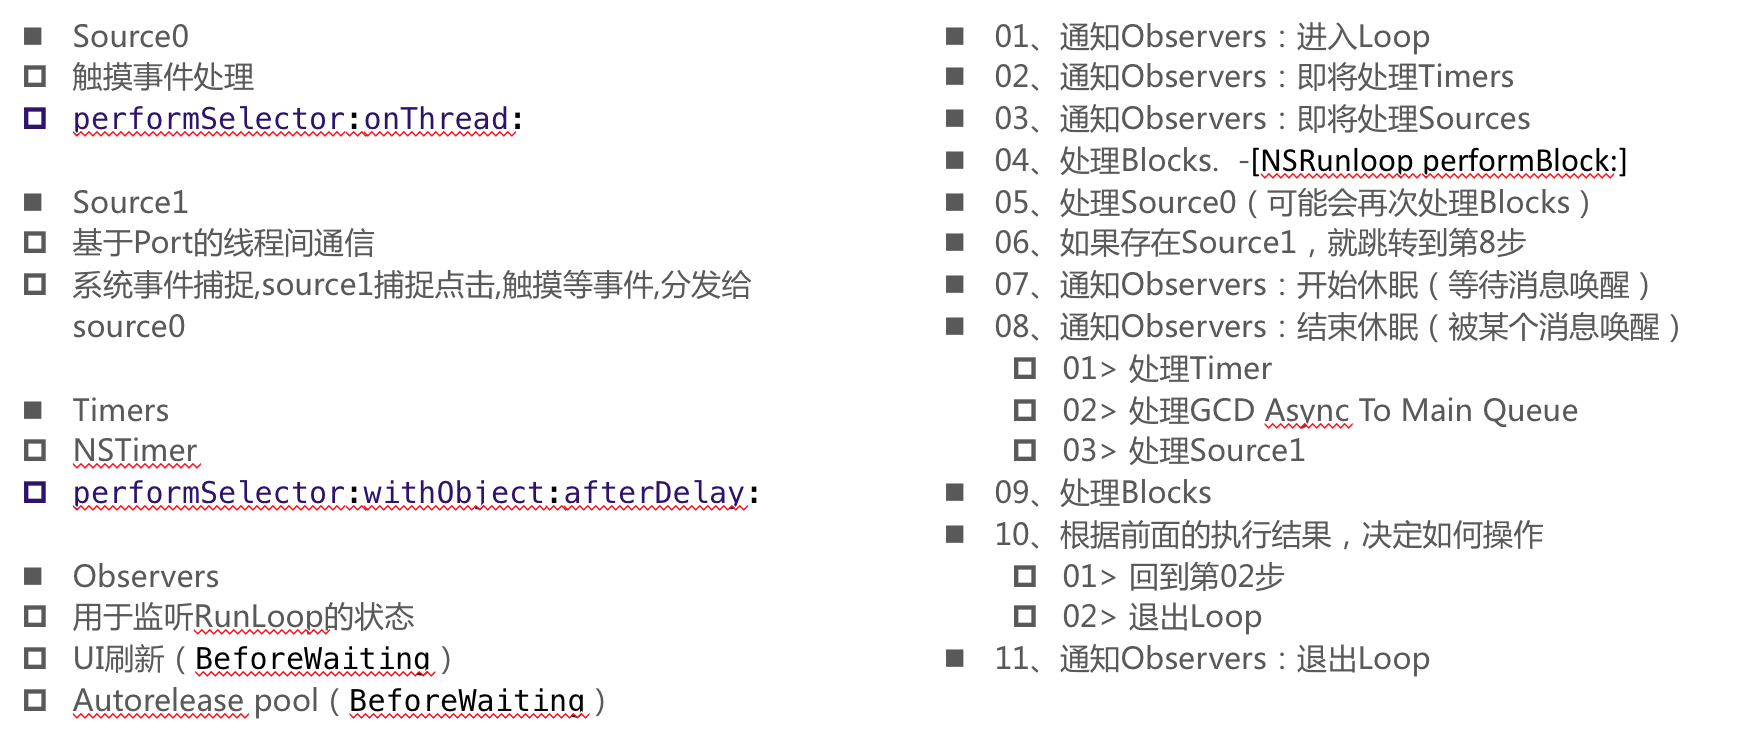 Source0
触摸事件处理
performSelector:onThread:
Source1
基于Port的线程间通信
系统事件捕捉,source1捕捉点击,触摸等事件,分发给
source0
Timers
NSTimer
performSelector:withObject:afterDelay:
Observers
用于监听RunLoop的状态
UI刷新（BeforeWaiting）
Autorelease pool（BeforeWaiting）
01、通知Observers：进入Loop
02、通知Observers：即将处理Timers
03、通知Observers：即将处理Sources
04、处理Blocks. -[NSRunloop performBlock:]
05、处理Source0（可能会再次处理Blocks）
06、如果存在Source1，就跳转到第8步
07、通知Observers：开始休眠（等待消息唤醒）
08、通知Observers：结束休眠（被某个消息唤醒）
01> 处理Timer
02> 处理GCD Async To Main Queue
03> 处理Source1
09、处理Blocks
10、根据前面的执行结果，决定如何操作
01> 回到第02步
02> 退出Loop
11、通知Observers：退出Loop